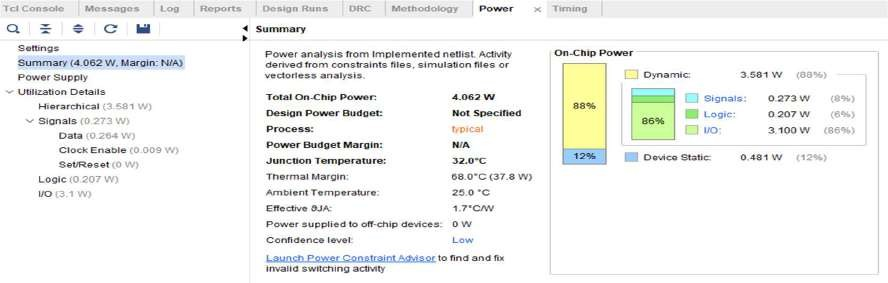 Tcl Console Messages Log Reports Design Runs DRC Methodology Power × Timing
Settings
Summary (4.062 W, Margin: N/A)
Power Supply
Utilization Details
Hierarchical (3.581 W)
Signals (0.273 W)
Data (0.264 W)
Clock Enable (0.009 W)
Set/Reset (0 W)
Logic (0.207 W)
I/O (3.1 W)
Summary
Power analysis from Implemented netlist. Activity
derived from constraints files, simulation files or
vectorless analysis.
Total On-Chip Power: 4.062 W
Design Power Budget: Not Specified
Process: typical
Power Budget Margin: N/A
Junction Temperature: 32.0°C
Thermal Margin: 68.0°C (37.8 W)
Ambient Temperature: 25.0 °C
Effective ϑJA: 1.7°C/W
Power supplied to off-chip devices: 0 W
Confidence level: Low
Launch Power Constraint Advisor to find and fix
invalid switching activity
On-Chip Power
88%
12%
Dynamic: 3.581 W (88%)
86%
Signals: 0.273 W (8%)
Logic: 0.207 W (6%)
I/O: 3.100 W (86%)
Device Static: 0.481 W (12%)